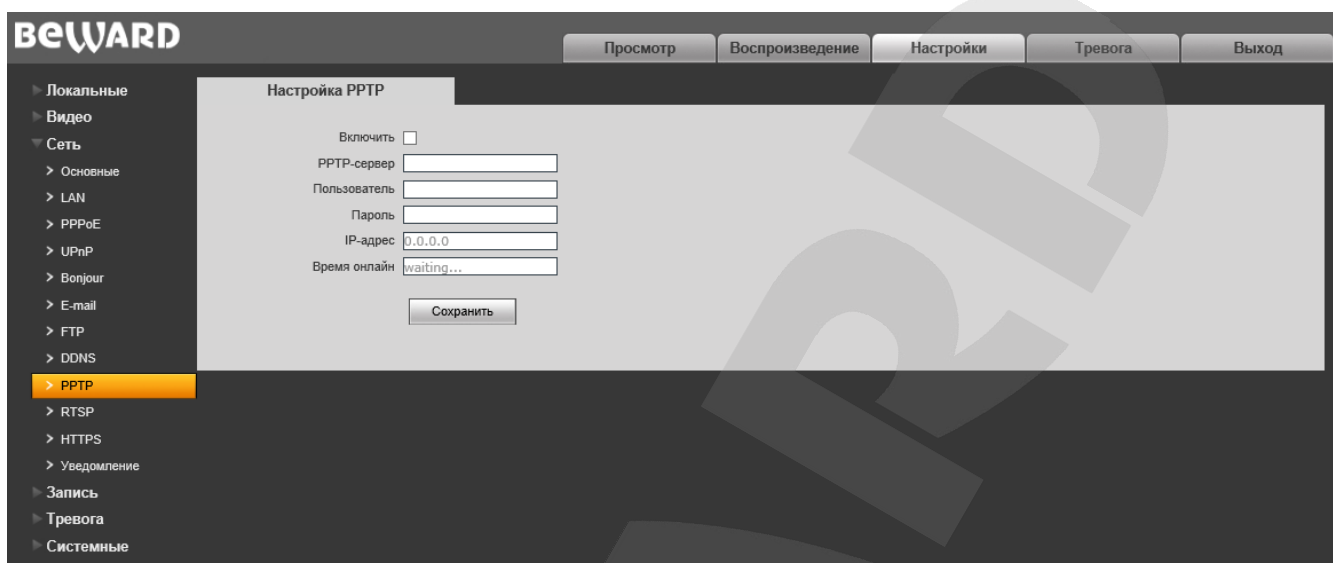 BEWARD
Просмотр
Воспроизведение
Настройки
Тревога
Выход
Локальные
Видео
Сеть
Основные
LAN
PPPoE
UPnP
Bonjour
E-mail
FTP
DDNS
PPTP
RTSP
HTTPS
Уведомление
Запись
Тревога
Системные
Настройка PPTP
Включить
PPTP-сервер
Пользователь
Пароль
IP-адрес 0.0.0.0
Время онлайн waiting...
Сохранить